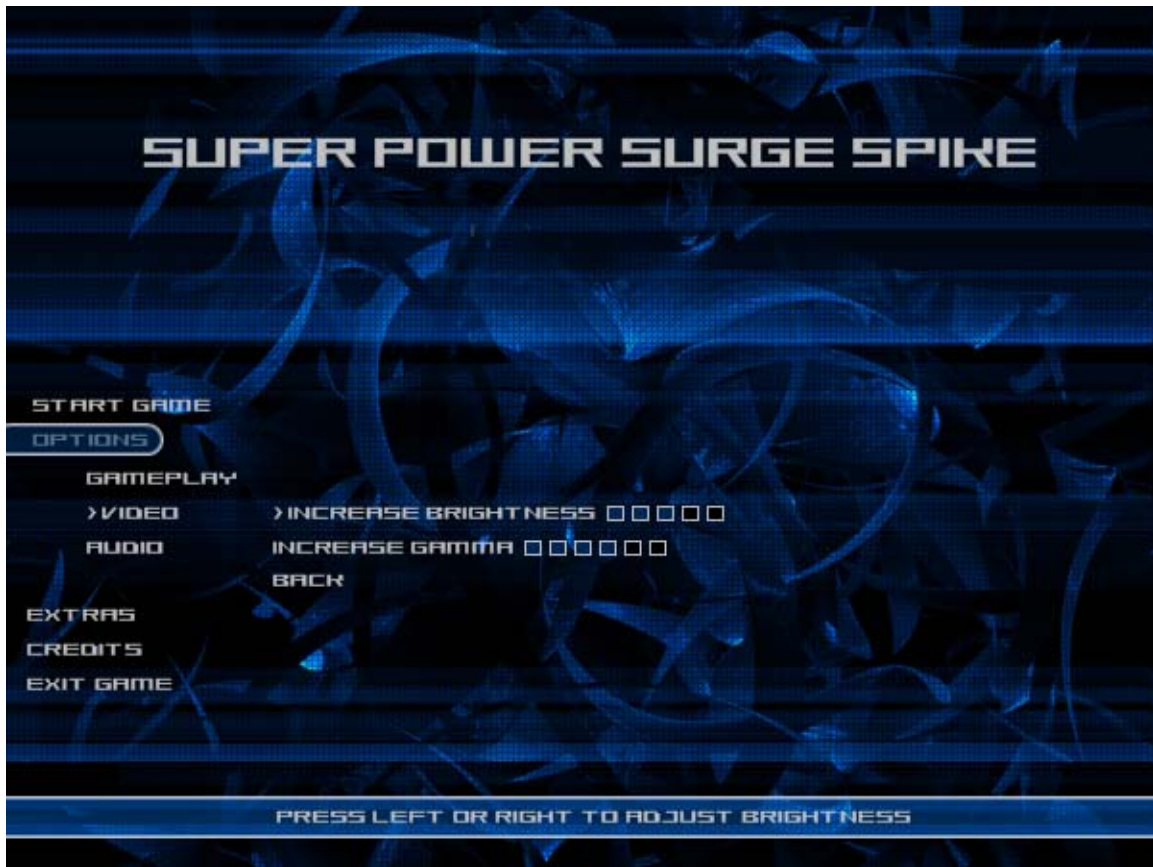 SUPER POWER SURGE SPIKE
START GAME
OPTIONS
GAMEPLAY
>VIDEO >INCREASE BRIGHTNESS
AUDIO INCREASE GAMMA
BACK
EXTRAS
CREDITS
EXIT GAME
PRESS LEFT OR RIGHT TO ADJUST BRIGHTNESS